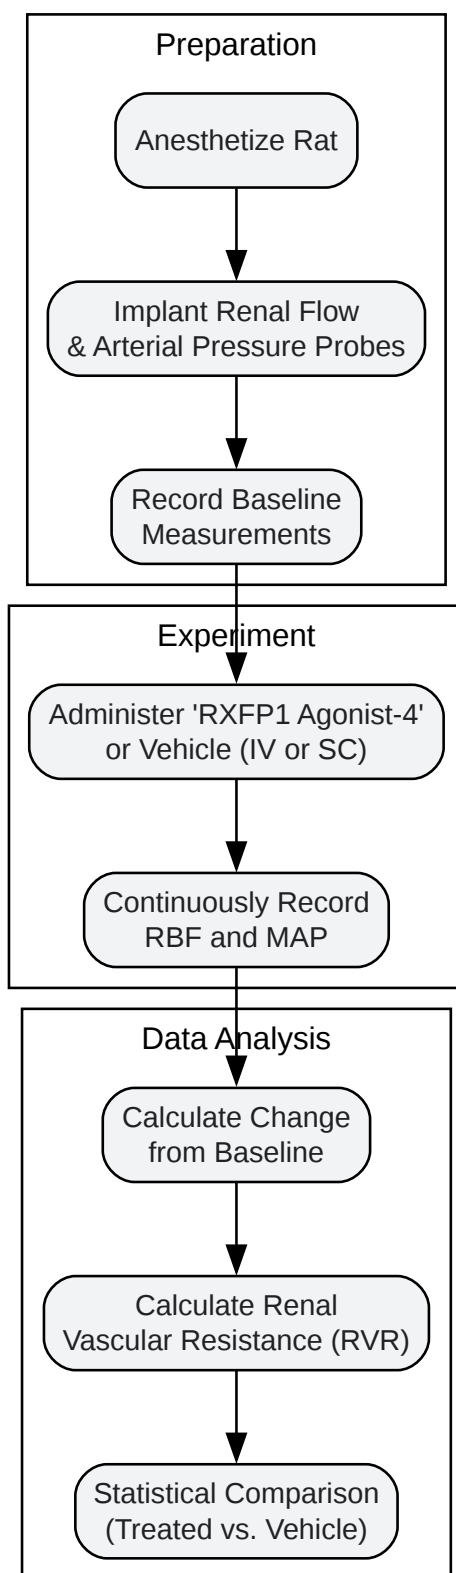 Preparation
Anesthetize Rat
Implant Renal Flow
& Arterial Pressure Probes
Record Baseline
Measurements
Experiment
Administer 'RXFP1 Agonist-4'
or Vehicle (IV or SC)
Continuously Record
RBF and MAP
Data Analysis
Calculate Change
from Baseline
Calculate Renal
Vascular Resistance (RVR)
Statistical Comparison
(Treated vs. Vehicle)